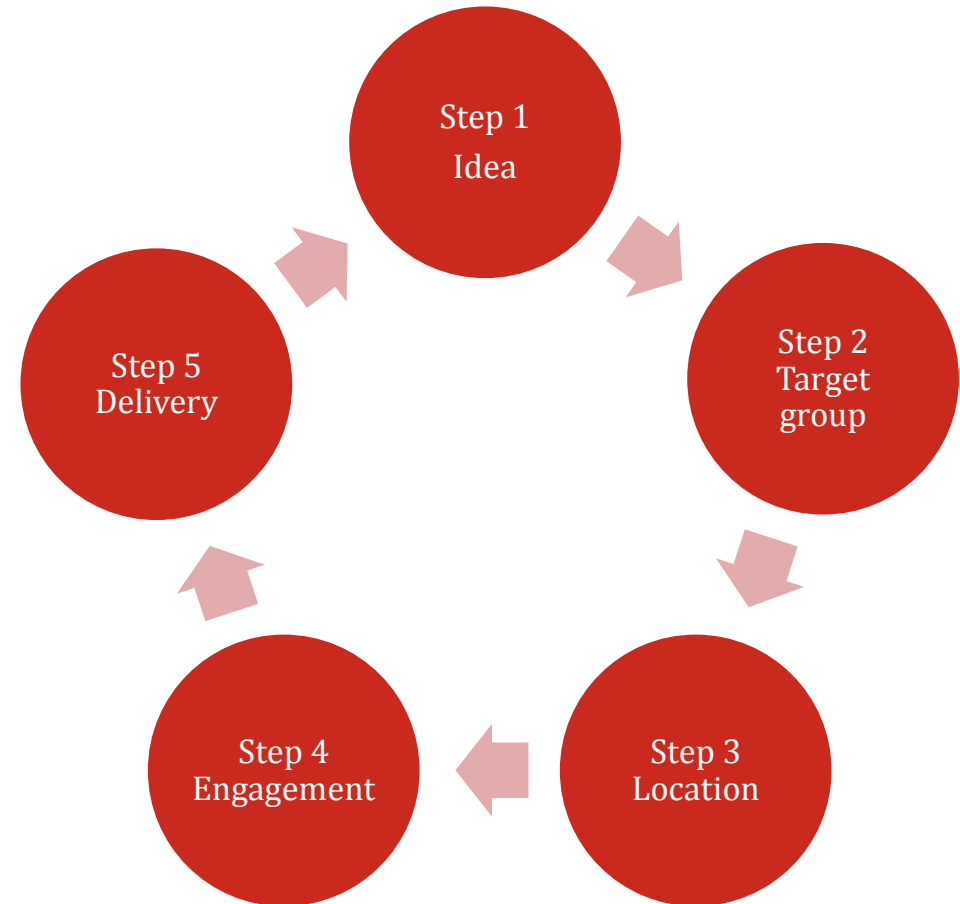 Step 1
Idea
Step 2
Target
group
Step 3
Location
Step 4
Engagement
Step 5
Delivery